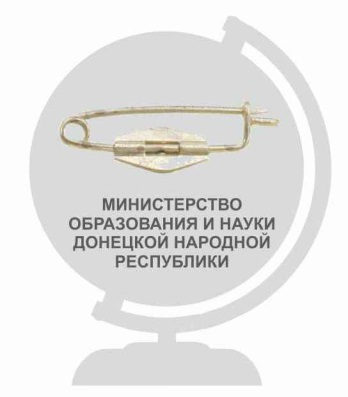 МИНИСТЕРСТВО
ОБРАЗОВАНИЯ И НАУКИ
ДОНЕЦКОЙ НАРОДНОЙ
РЕСПУБЛИКИ